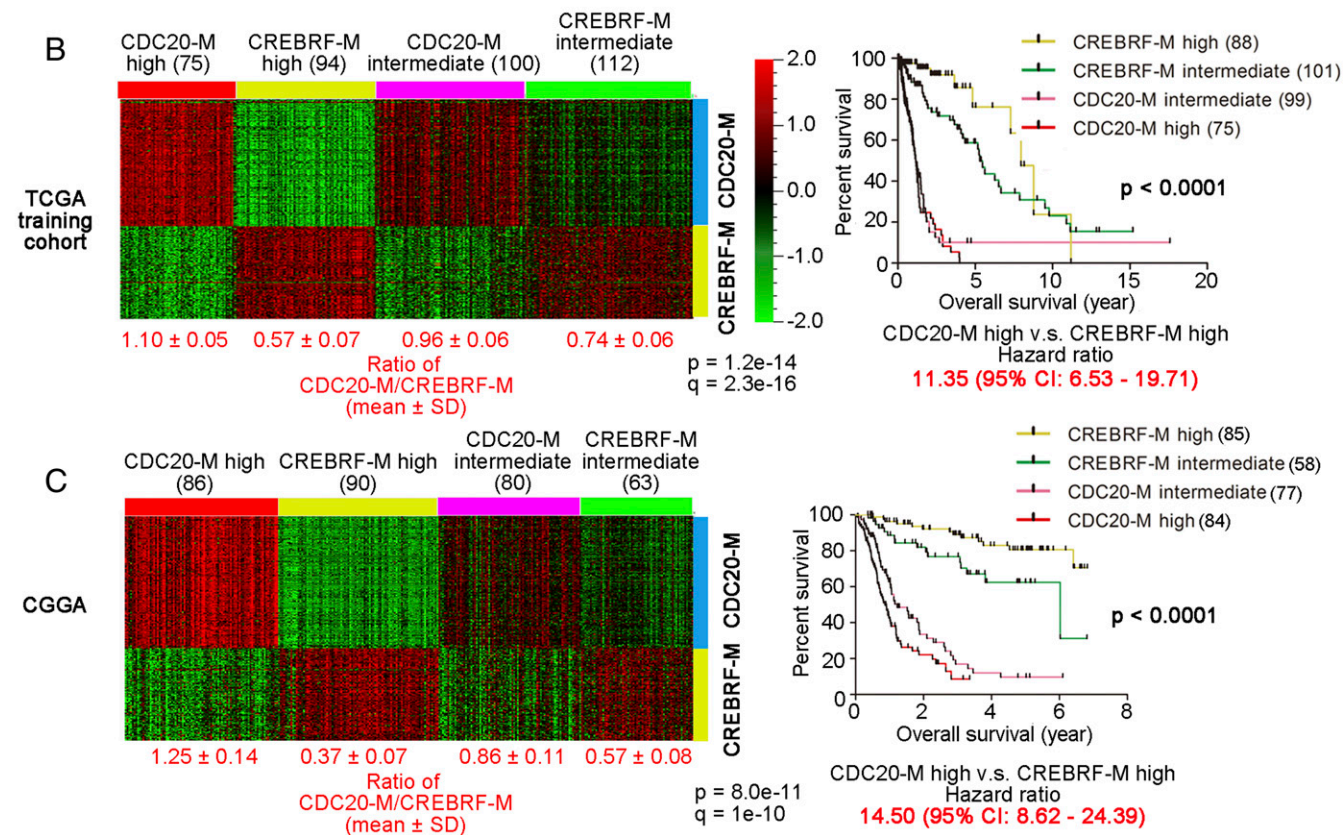 B
CDC20-M
high (75)
CREBRF-M
high (94)
CDC20-M
intermediate (100)
CREBRF-M
intermediate
(112)
TCGA
training
cohort
CDC20-M
CREBRF-M
2.0
1.0
0.0
-1.0
-2.0
1.10 ± 0.05
0.57 ± 0.07
0.96 ± 0.06
0.74 ± 0.06
Ratio of
CDC20-M/CREBRF-M
(mean ± SD)
p = 1.2e-14
q = 2.3e-16
CREBRF-M high (88)
CREBRF-M intermediate (101)
CDC20-M intermediate (99)
CDC20-M high (75)
Percent survival
100
80
60
40
20
0
p < 0.0001
0 5 10 15 20
Overall survival (year)
CDC20-M high v.s. CREBRF-M high
Hazard ratio
11.35 (95% CI: 6.53 - 19.71)
C
CDC20-M high
(86)
CREBRF-M high
(90)
CDC20-M
intermediate
(80)
CREBRF-M
intermediate
(63)
CGGA
CDC20-M
CREBRF-M
1.25 ± 0.14
0.37 ± 0.07
0.86 ± 0.11
0.57 ± 0.08
Ratio of
CDC20-M/CREBRF-M
(mean ± SD)
p = 8.0e-11
q = 1e-10
CREBRF-M high (85)
CREBRF-M intermediate (58)
CDC20-M intermediate (77)
CDC20-M high (84)
Percent survival
100
80
60
40
20
0
p < 0.0001
0 2 4 6 8
Overall survival (year)
CDC20-M high v.s. CREBRF-M high
Hazard ratio
14.50 (95% CI: 8.62 - 24.39)